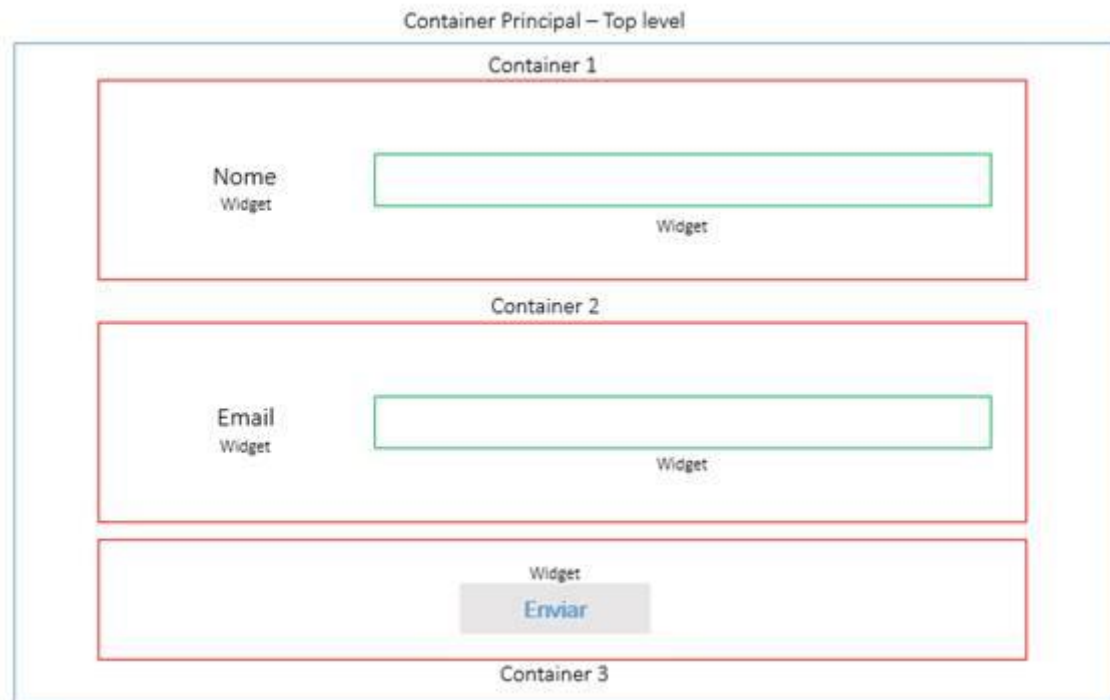 Container Principal – Top level
Container 1
Nome
Widget
Widget
Container 2
Email
Widget
Widget
Widget
Enviar
Container 3